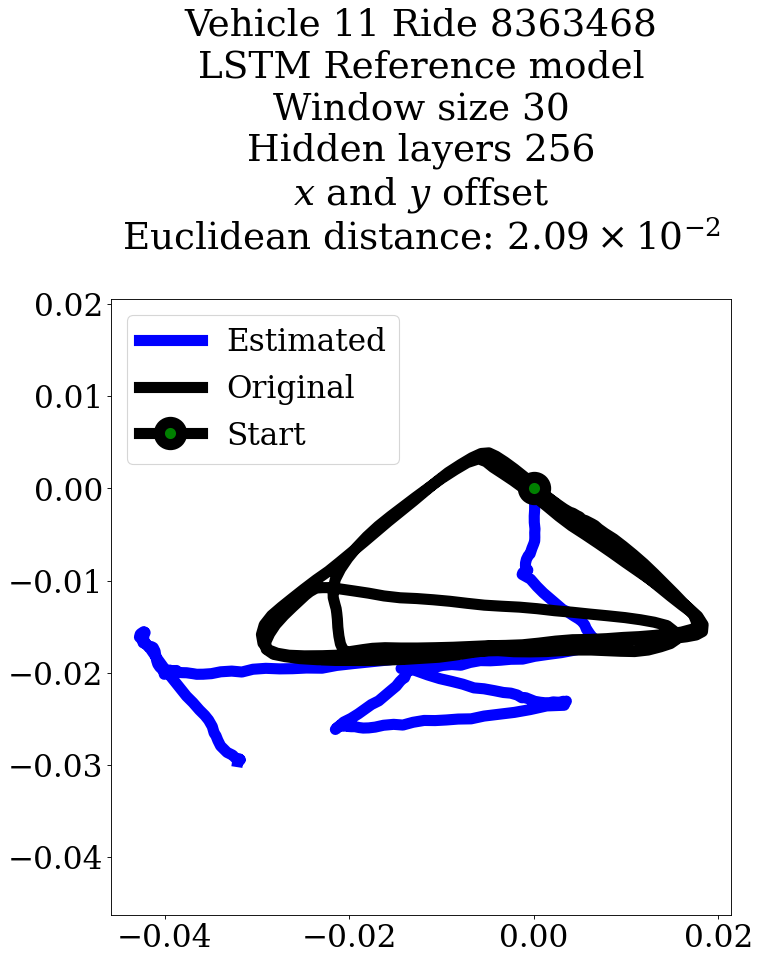 Vehicle 11 Ride 8363468
LSTM Reference model
Window size 30
Hidden layers 256
x and y offset
Euclidean distance: 2.09 × 10⁻²
0.02
0.01
0.00
−0.01
−0.02
−0.03
−0.04
Estimated
Original
Start
−0.04
−0.02
0.00
0.02